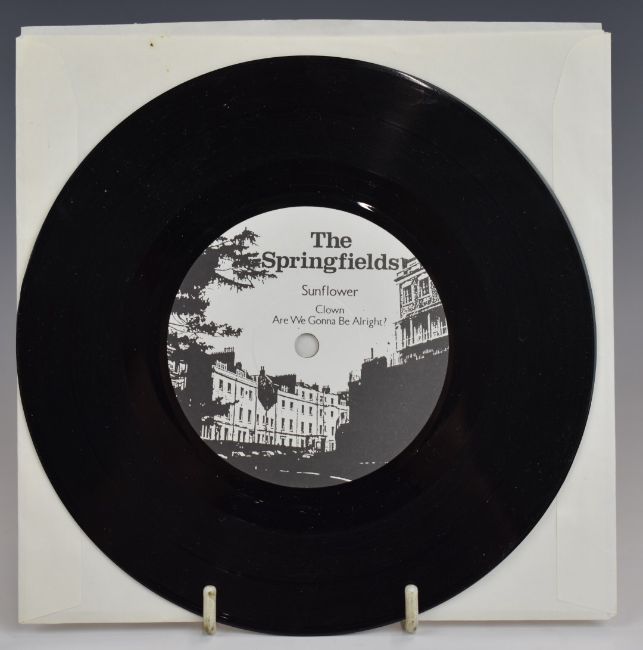 The
Springfields
Sunflower
Clown
Are We Gonna Be Alright?